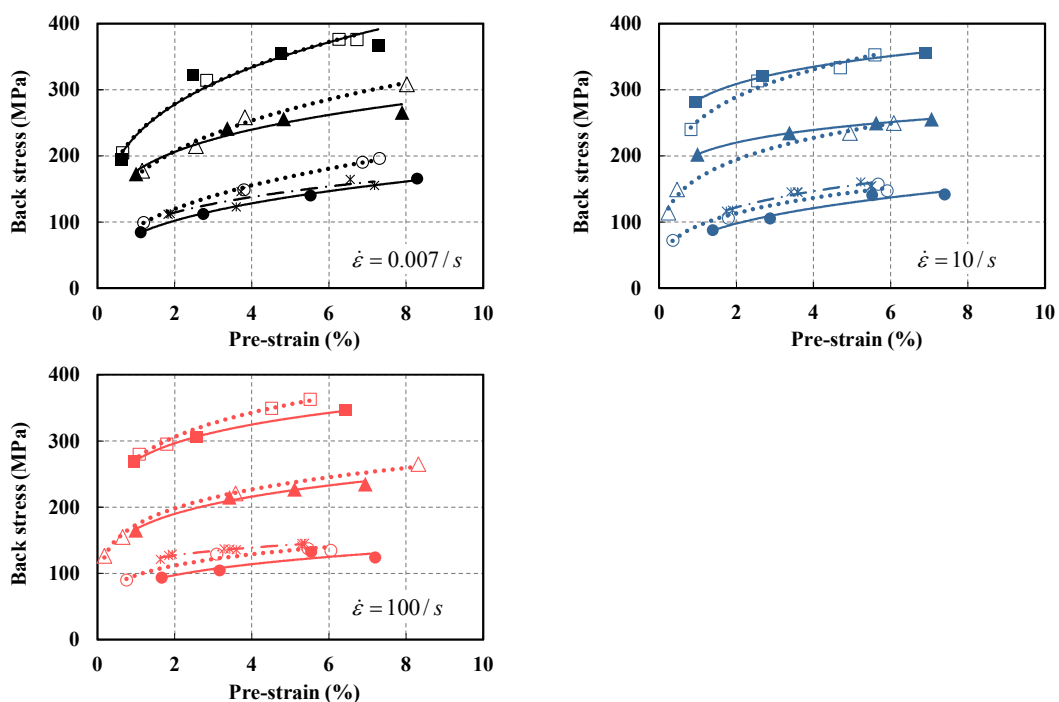 400
300
200
100
0
Back stress (MPa)
0 2 4 6 8 10
Pre-strain (%)
ε̇ = 0.007 / s
400
300
200
100
0
Back stress (MPa)
0 2 4 6 8 10
Pre-strain (%)
ε̇ = 10 / s
400
300
200
100
0
Back stress (MPa)
0 2 4 6 8 10
Pre-strain (%)
ε̇ = 100 / s